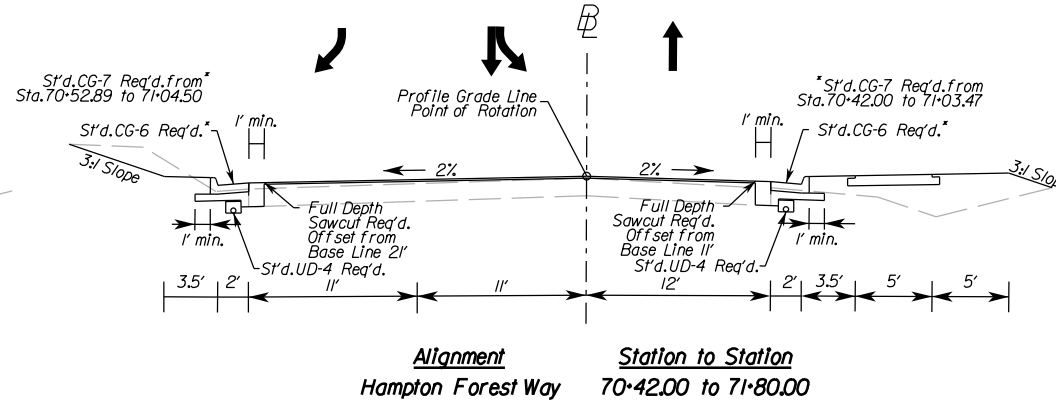 BL
St'd.CG-7 Req'd.from*
Sta.70+52.89 to 71+04.50
*St'd.CG-7 Req'd.from
Sta.70+42.00 to 71+03.47
Profile Grade Line
Point of Rotation
1' min.
1' min.
St'd.CG-6 Req'd.*
St'd.CG-6 Req'd.*
3:1 Slope
2%
2%
3:1 Slope
Full Depth
Sawcut Req'd.
Offset from
Base Line 21'
Full Depth
Sawcut Req'd.
Offset from
Base Line 11'
1' min.
1' min.
St'd.UD-4 Req'd.
St'd.UD-4 Req'd.
3.5'
2'
11'
11'
12'
2'
3.5'
5'
5'
Alignment
Station to Station
Hampton Forest Way
70+42.00 to 71+80.00